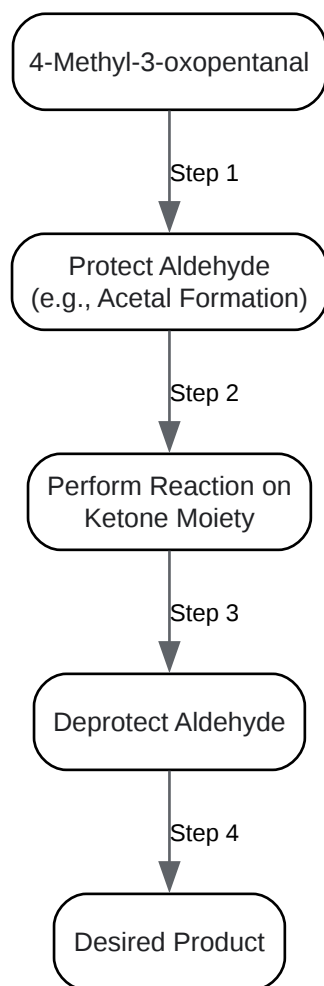 4-Methyl-3-oxopentanal
Step 1
Protect Aldehyde
(e.g., Acetal Formation)
Step 2
Perform Reaction on
Ketone Moiety
Step 3
Deprotect Aldehyde
Step 4
Desired Product